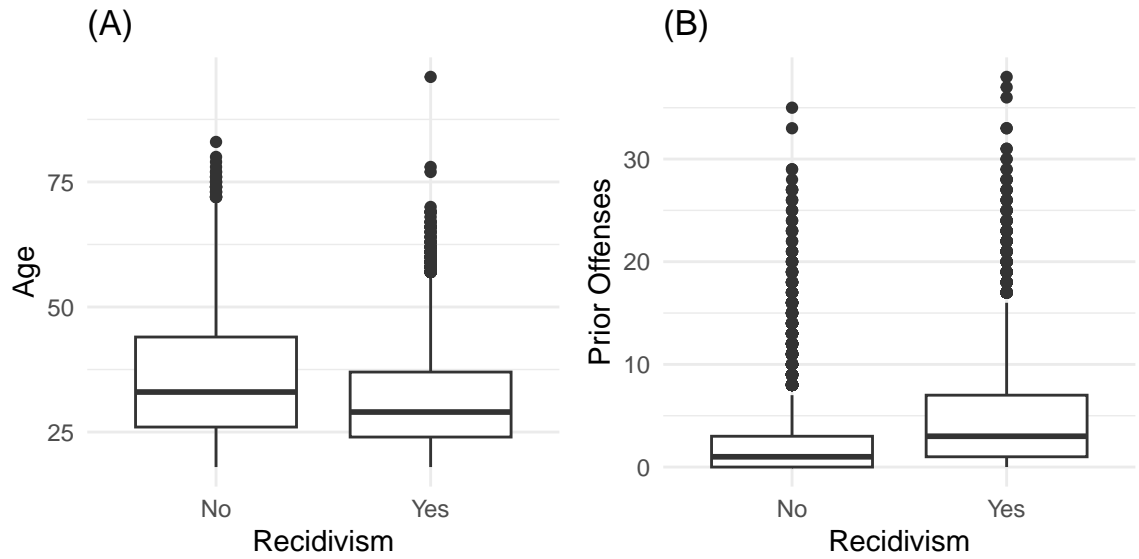 (A)
Age
75
50
25
No Yes
Recidivism
(B)
Prior Offenses
30
20
10
0
No Yes
Recidivism